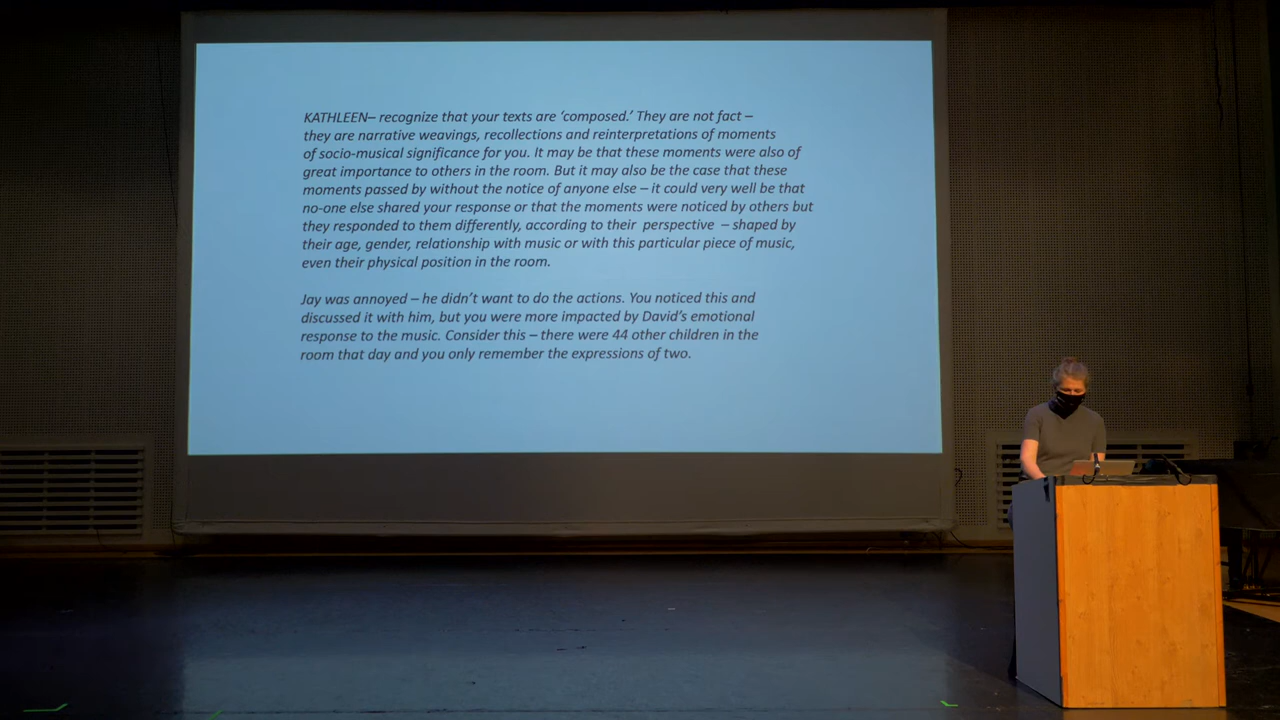 KATHLEEN– recognize that your texts are ‘composed.’ They are not fact –
they are narrative weavings, recollections and reinterpretations of moments
of socio-musical significance for you. It may be that these moments were also of
great importance to others in the room. But it may also be the case that these
moments passed by without the notice of anyone else – it could very well be that
no-one else shared your response or that the moments were noticed by others but
they responded to them differently, according to their perspective – shaped by
their age, gender, relationship with music or with this particular piece of music,
even their physical position in the room.
Jay was annoyed – he didn’t want to do the actions. You noticed this and
discussed it with him, but you were more impacted by David’s emotional
response to the music. Consider this – there were 44 other children in the
room that day and you only remember the expressions of two.